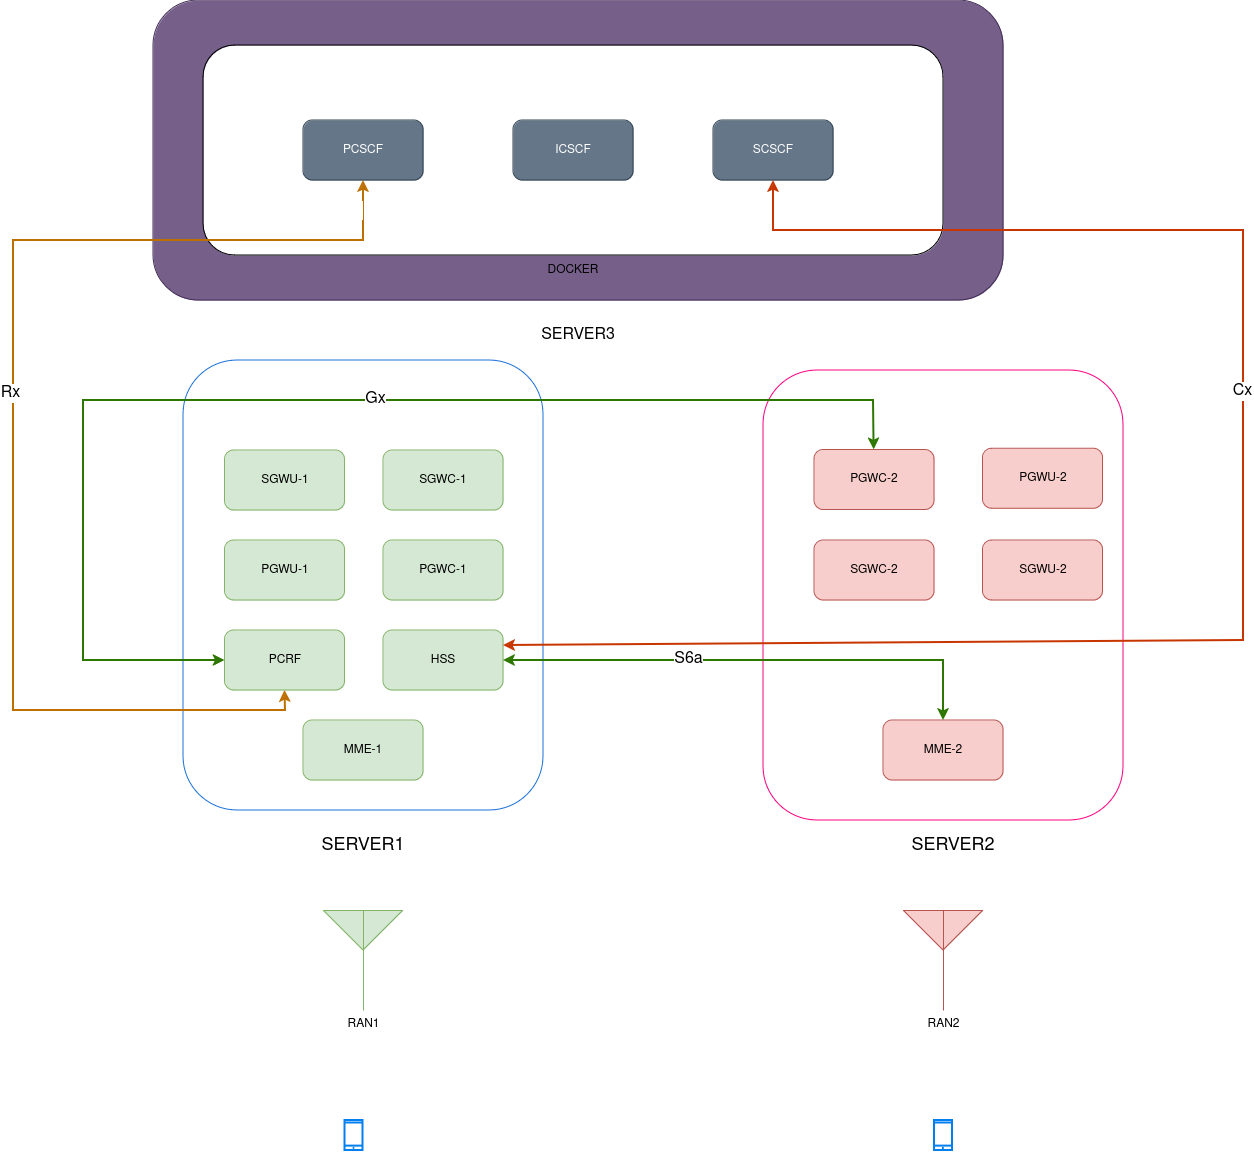 PCSCF
ICSCF
SCSCF
DOCKER
SERVER3
Rx
Gx
Cx
SGWU-1
SGWC-1
PGWC-2
PGWU-2
PGWU-1
PGWC-1
SGWC-2
SGWU-2
PCRF
HSS
S6a
MME-1
MME-2
SERVER1
SERVER2
RAN1
RAN2